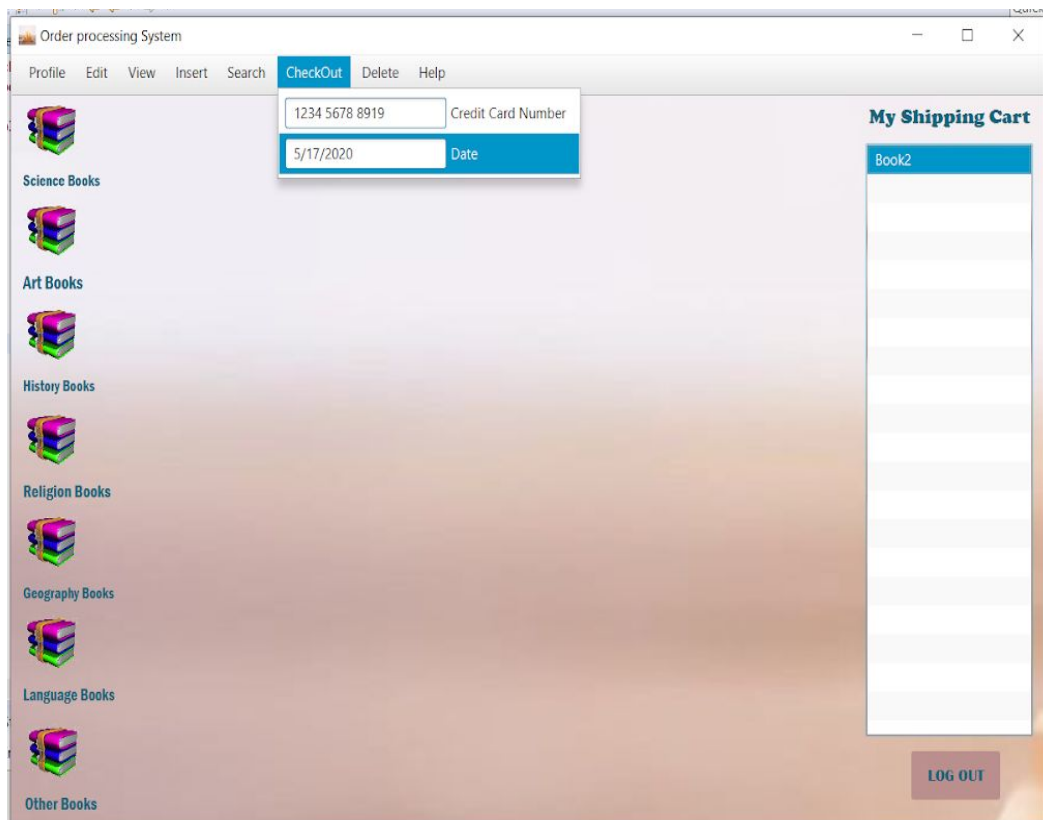 Order processing System
Profile Edit View Insert Search CheckOut Delete Help
1234 5678 8919 Credit Card Number
5/17/2020 Date
My Shipping Cart
Book2
Science Books
Art Books
History Books
Religion Books
Geography Books
Language Books
Other Books
LOG OUT